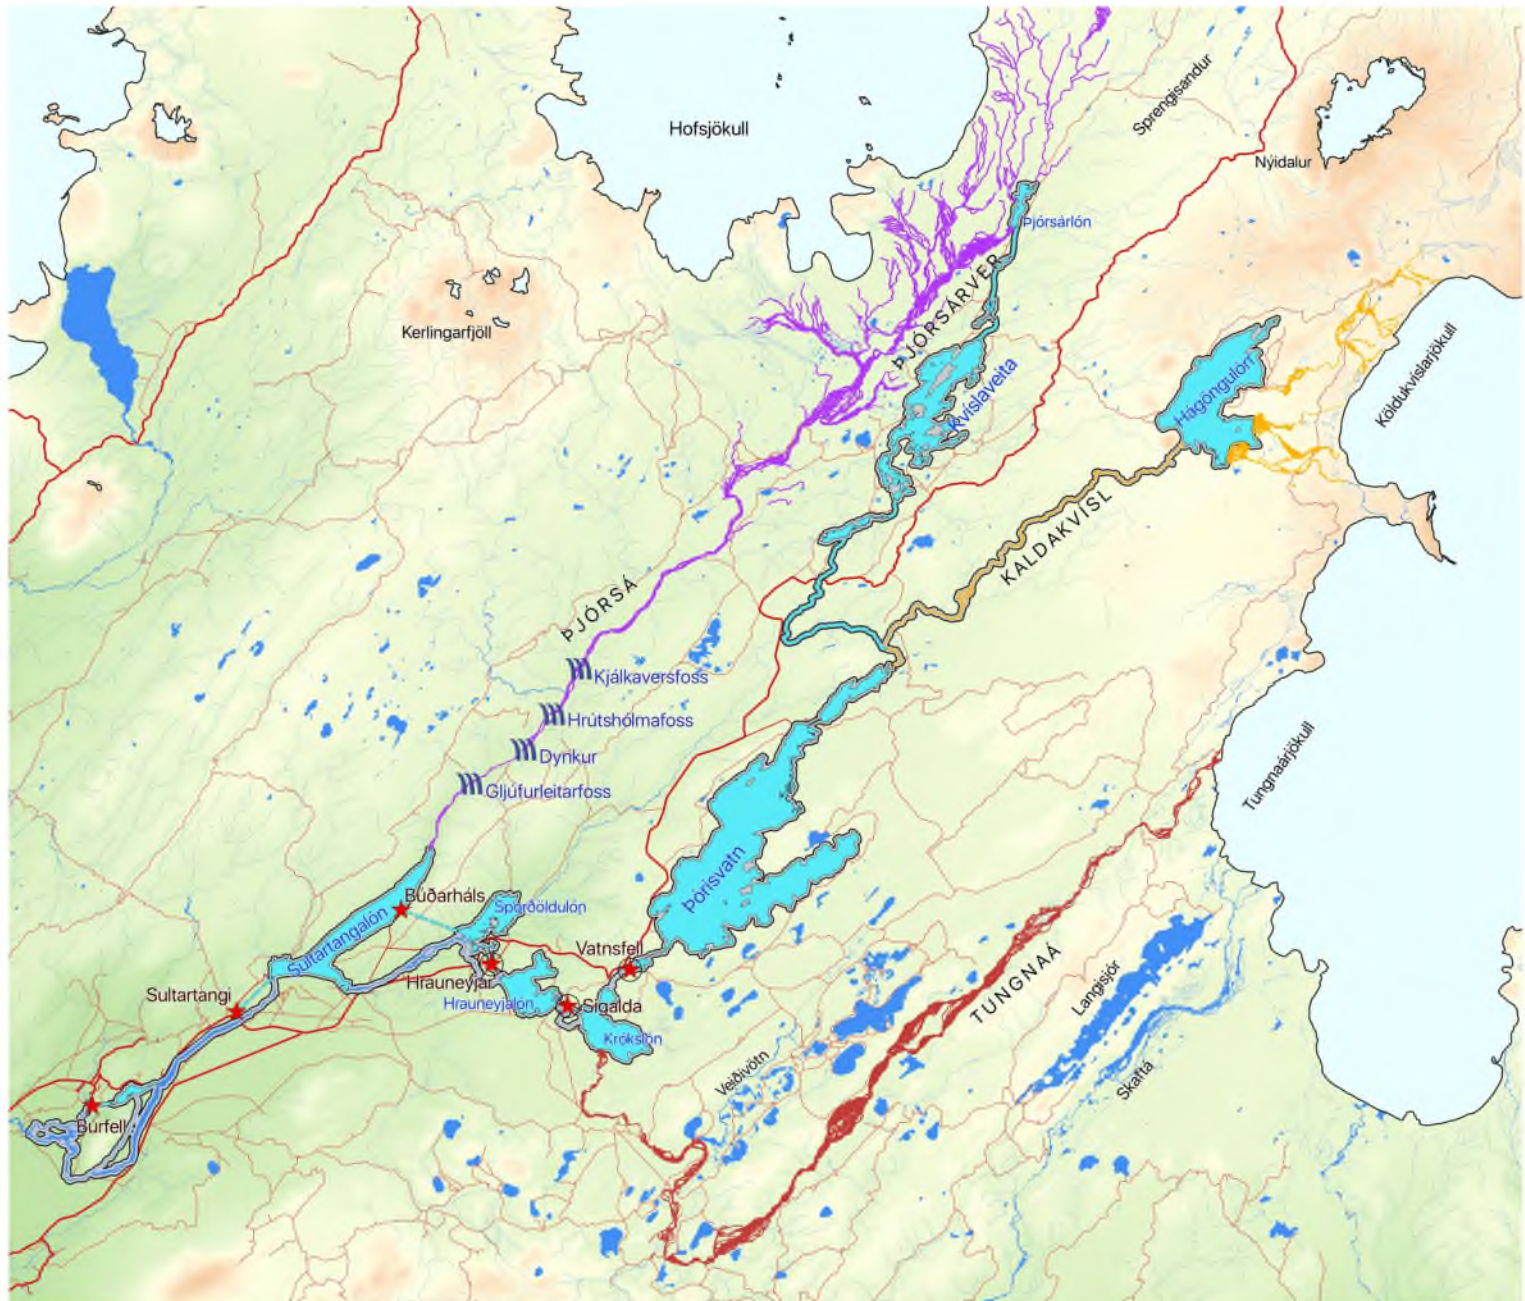 Hofsjökull
Sprengisandur
Nýidalur
Þjórsárlón
ÞJÓRSÁRVER
Kerlingarfjöll
Kvíslaveita
Hágöngulón
Köldukvíslarjökull
KALDAKVÍSL
ÞJÓRSÁ
Kjálkaversfoss
Hrútshólmafoss
Dynkur
Gljúfurleitarfoss
Tungnaárjökull
Þórisvatn
Búðarháls
Sporðöldulón
Sultartangalón
Vatnsfell
Hrauneyjar
Sultartangi
Hrauneyjalón
Sigalda
Krókslón
TUNGNAÁ
Langisjór
Skaftá
Veiðivötn
Búrfell